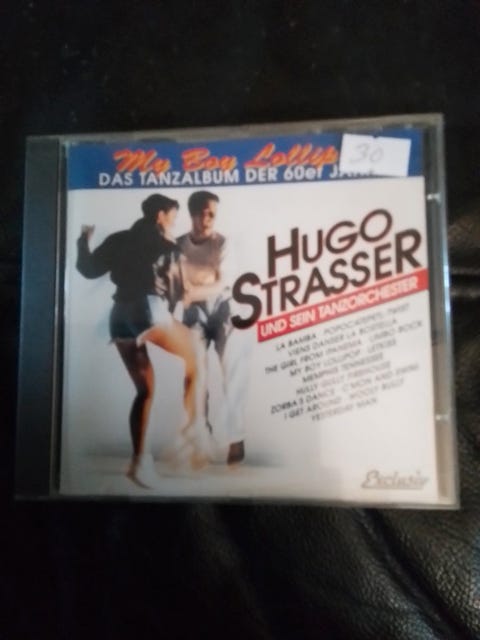 My Boy Lollip
30
DAS TANZALBUM DER 60er JAH
HUGO
STRASSER
UND SEIN TANZORCHESTER
LA BAMBA · POPOCATEPETL-TWIST
VIENS DANSER LA BOSTELLA
THE GIRL FROM IPANEMA · LIMBO ROCK
MY BOY LOLLIPOP · LETKISS
MEMPHIS TENNESSEE
HULLY GULLY FIREHOUSE
ZORBA'S DANCE · C'MON AND SWIM
I GET AROUND · WOOLY BULLY
YESTERDAY MAN
Exclusiv